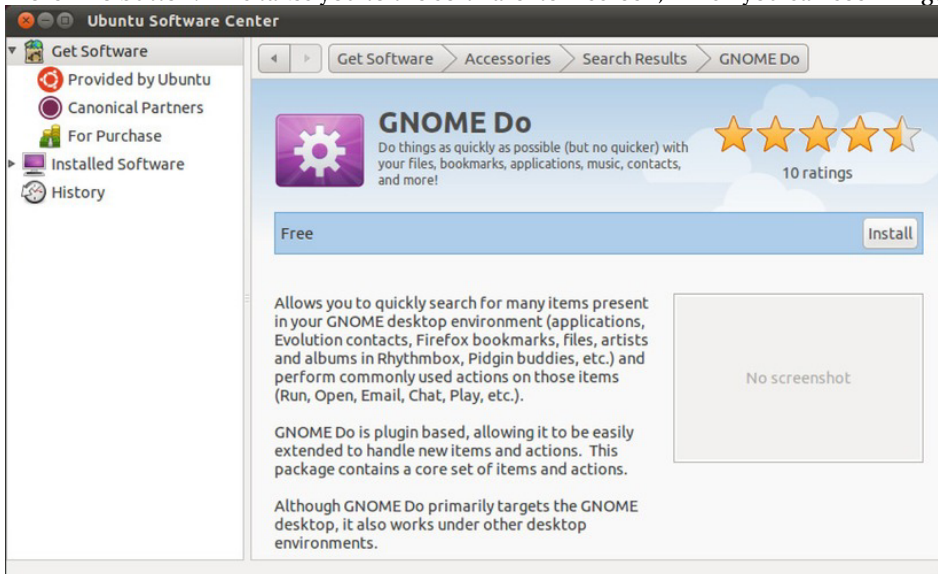 Ubuntu Software Center
Get Software
Provided by Ubuntu
Canonical Partners
For Purchase
Installed Software
History
Get Software
Accessories
Search Results
GNOME Do
GNOME Do
Do things as quickly as possible (but no quicker) with
your files, bookmarks, applications, music, contacts,
and more!
10 ratings
Free
Install
Allows you to quickly search for many items present
in your GNOME desktop environment (applications,
Evolution contacts, Firefox bookmarks, files, artists
and albums in Rhythmbox, Pidgin buddies, etc.) and
perform commonly used actions on those items
(Run, Open, Email, Chat, Play, etc.).
GNOME Do is plugin based, allowing it to be easily
extended to handle new items and actions. This
package contains a core set of items and actions.
Although GNOME Do primarily targets the GNOME
desktop, it also works under other desktop
environments.
No screenshot